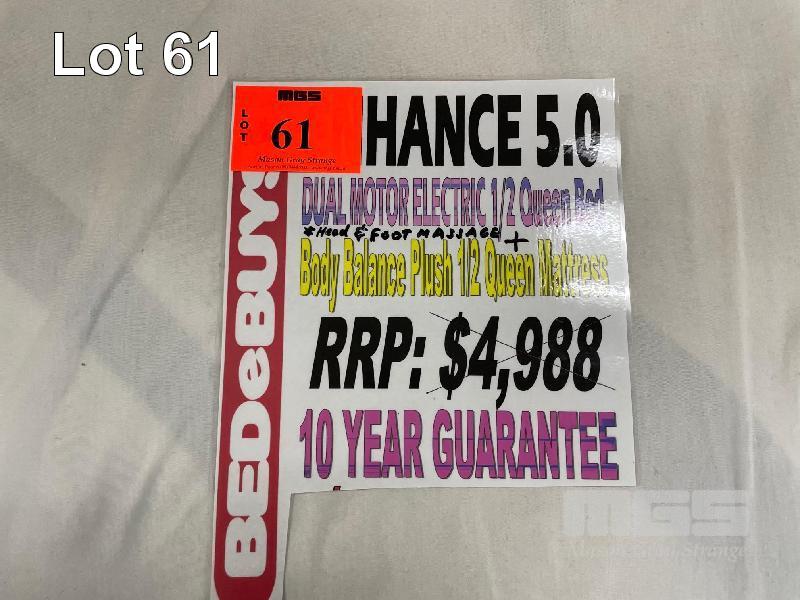 Lot 61
MGS
LOT
61
Mason Gray Strange
HANCE 5.0
DUAL MOTOR ELECTRIC 1/2 Queen Bed
*Head & FOOT MASSAGE +
Body Balance Plush 1/2 Queen Mattress
RRP: $4,988
10 YEAR GUARANTEE
BEDeBUYS
MGS
Mason Gray Strange